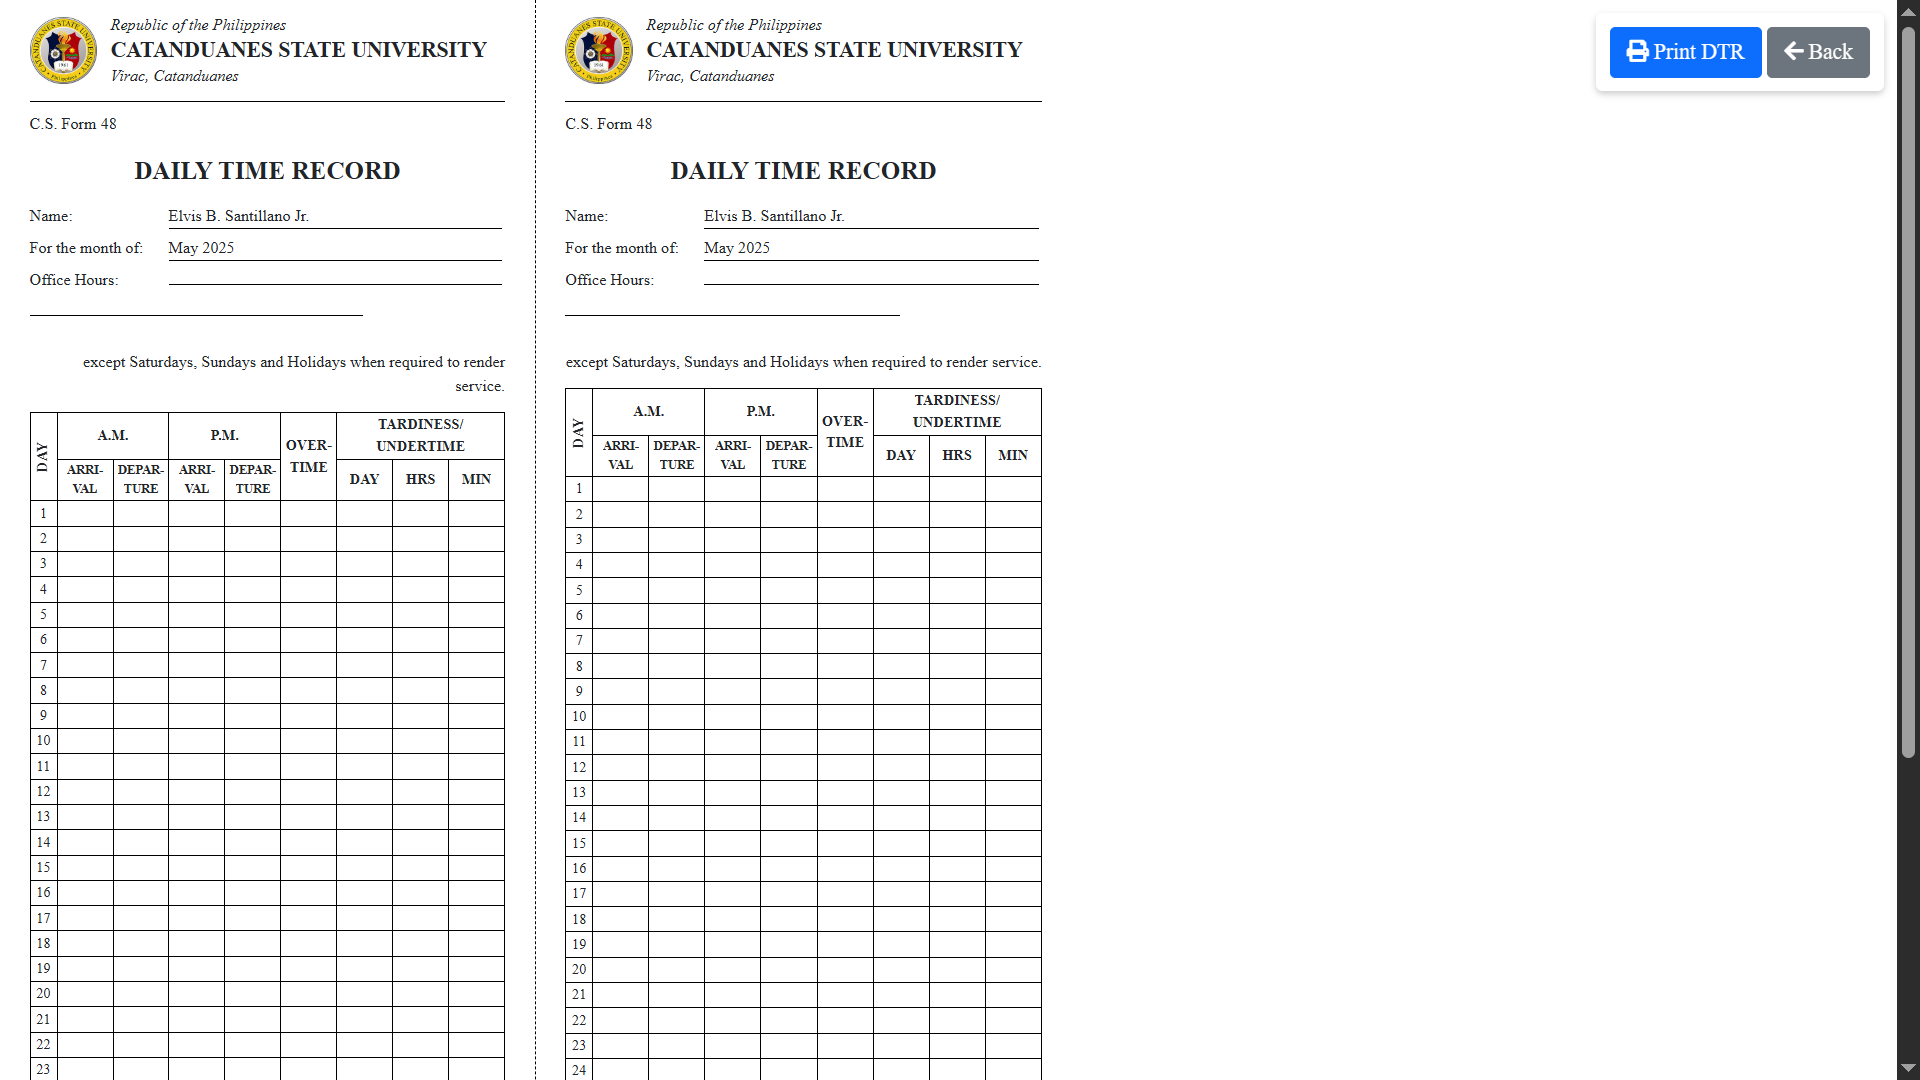 Republic of the Philippines
CATANDUANES STATE UNIVERSITY
Virac, Catanduanes
C.S. Form 48
DAILY TIME RECORD
Name: Elvis B. Santillano Jr.
For the month of: May 2025
Office Hours:
except Saturdays, Sundays and Holidays when required to render
service.
DAY A.M. P.M. OVER-TIME TARDINESS/
UNDERTIME
ARRI-VAL DEPAR-TURE ARRI-VAL DEPAR-TURE DAY HRS MIN
1
2
3
4
5
6
7
8
9
10
11
12
13
14
15
16
17
18
19
20
21
22
23
Republic of the Philippines
CATANDUANES STATE UNIVERSITY
Virac, Catanduanes
C.S. Form 48
DAILY TIME RECORD
Name: Elvis B. Santillano Jr.
For the month of: May 2025
Office Hours:
except Saturdays, Sundays and Holidays when required to render service.
DAY A.M. P.M. OVER-TIME TARDINESS/
UNDERTIME
ARRI-VAL DEPAR-TURE ARRI-VAL DEPAR-TURE DAY HRS MIN
1
2
3
4
5
6
7
8
9
10
11
12
13
14
15
16
17
18
19
20
21
22
23
24
Print DTR Back